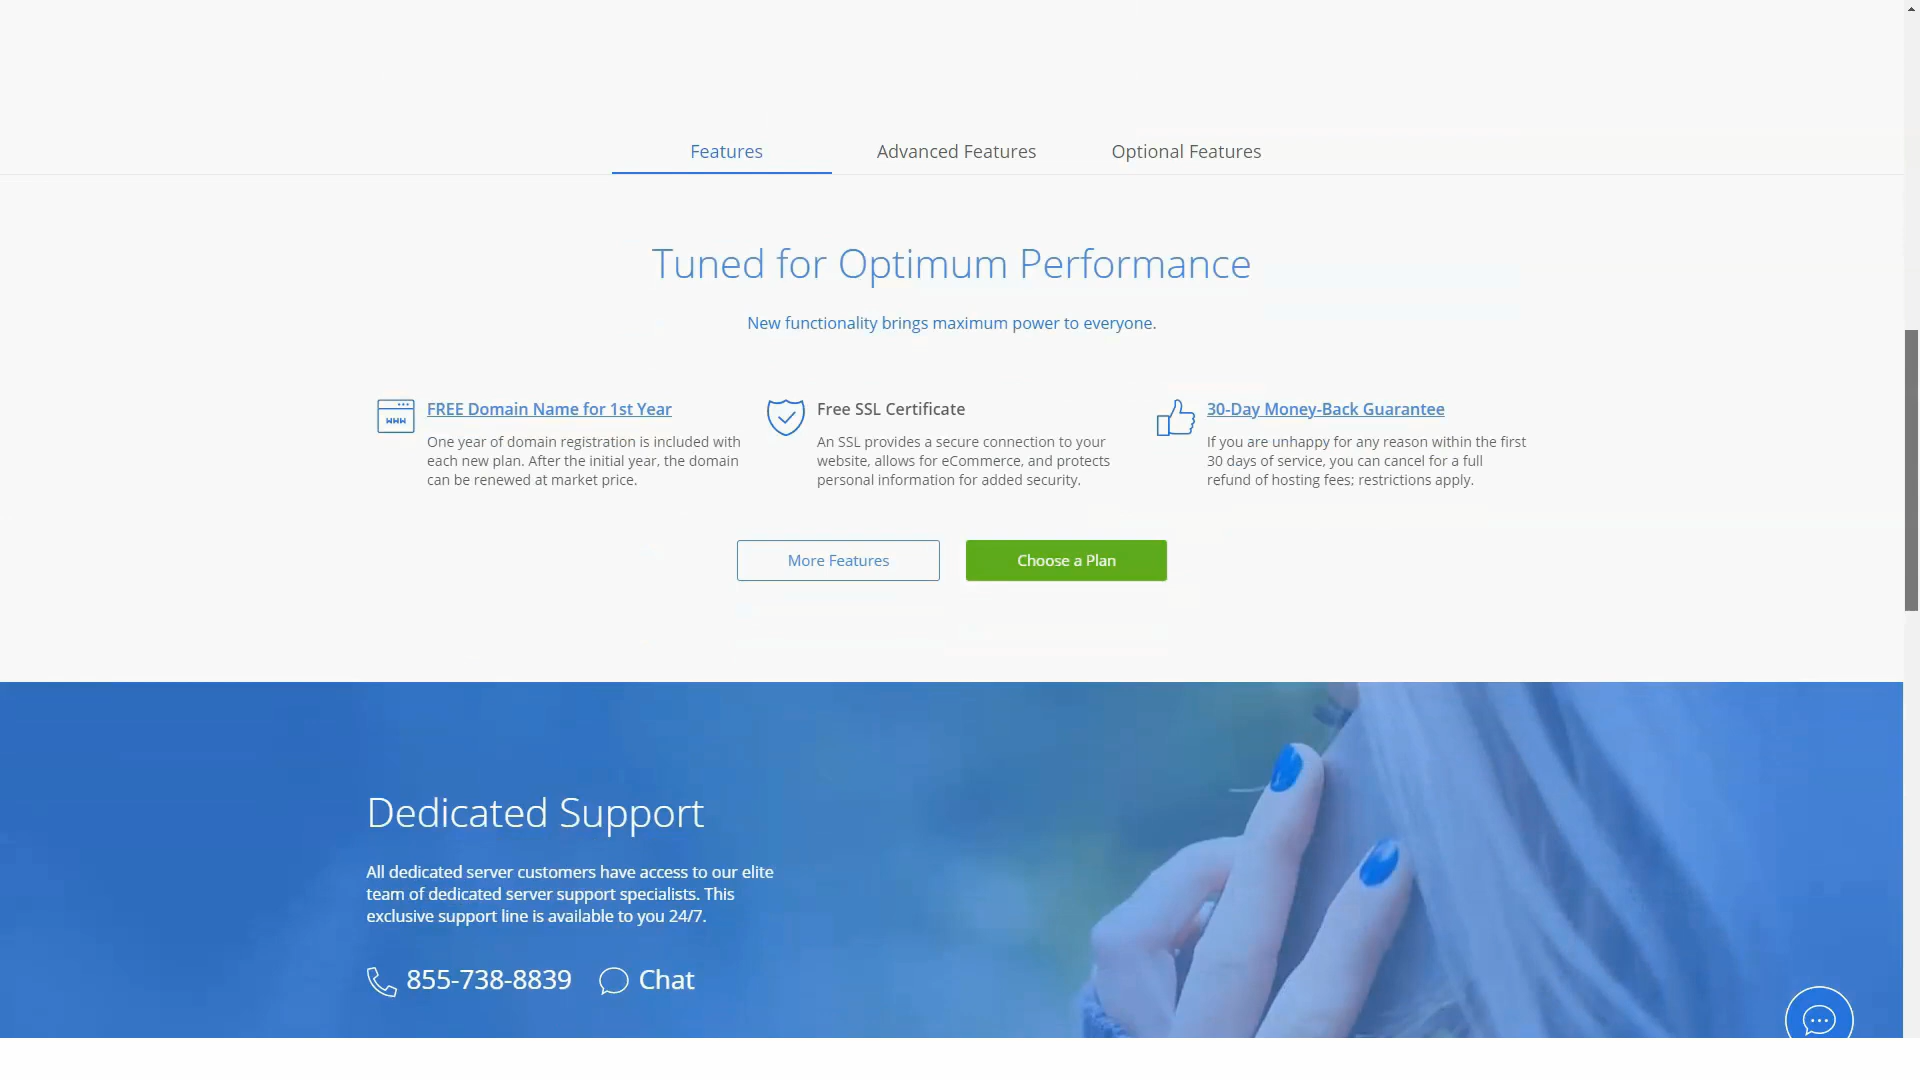 Features Advanced Features Optional Features
Tuned for Optimum Performance
New functionality brings maximum power to everyone.
FREE Domain Name for 1st Year
One year of domain registration is included with
each new plan. After the initial year, the domain
can be renewed at market price.
Free SSL Certificate
An SSL provides a secure connection to your
website, allows for eCommerce, and protects
personal information for added security.
30-Day Money-Back Guarantee
If you are unhappy for any reason within the first
30 days of service, you can cancel for a full
refund of hosting fees; restrictions apply.
More Features Choose a Plan
Dedicated Support
All dedicated server customers have access to our elite
team of dedicated server support specialists. This
exclusive support line is available to you 24/7.
855-738-8839 Chat